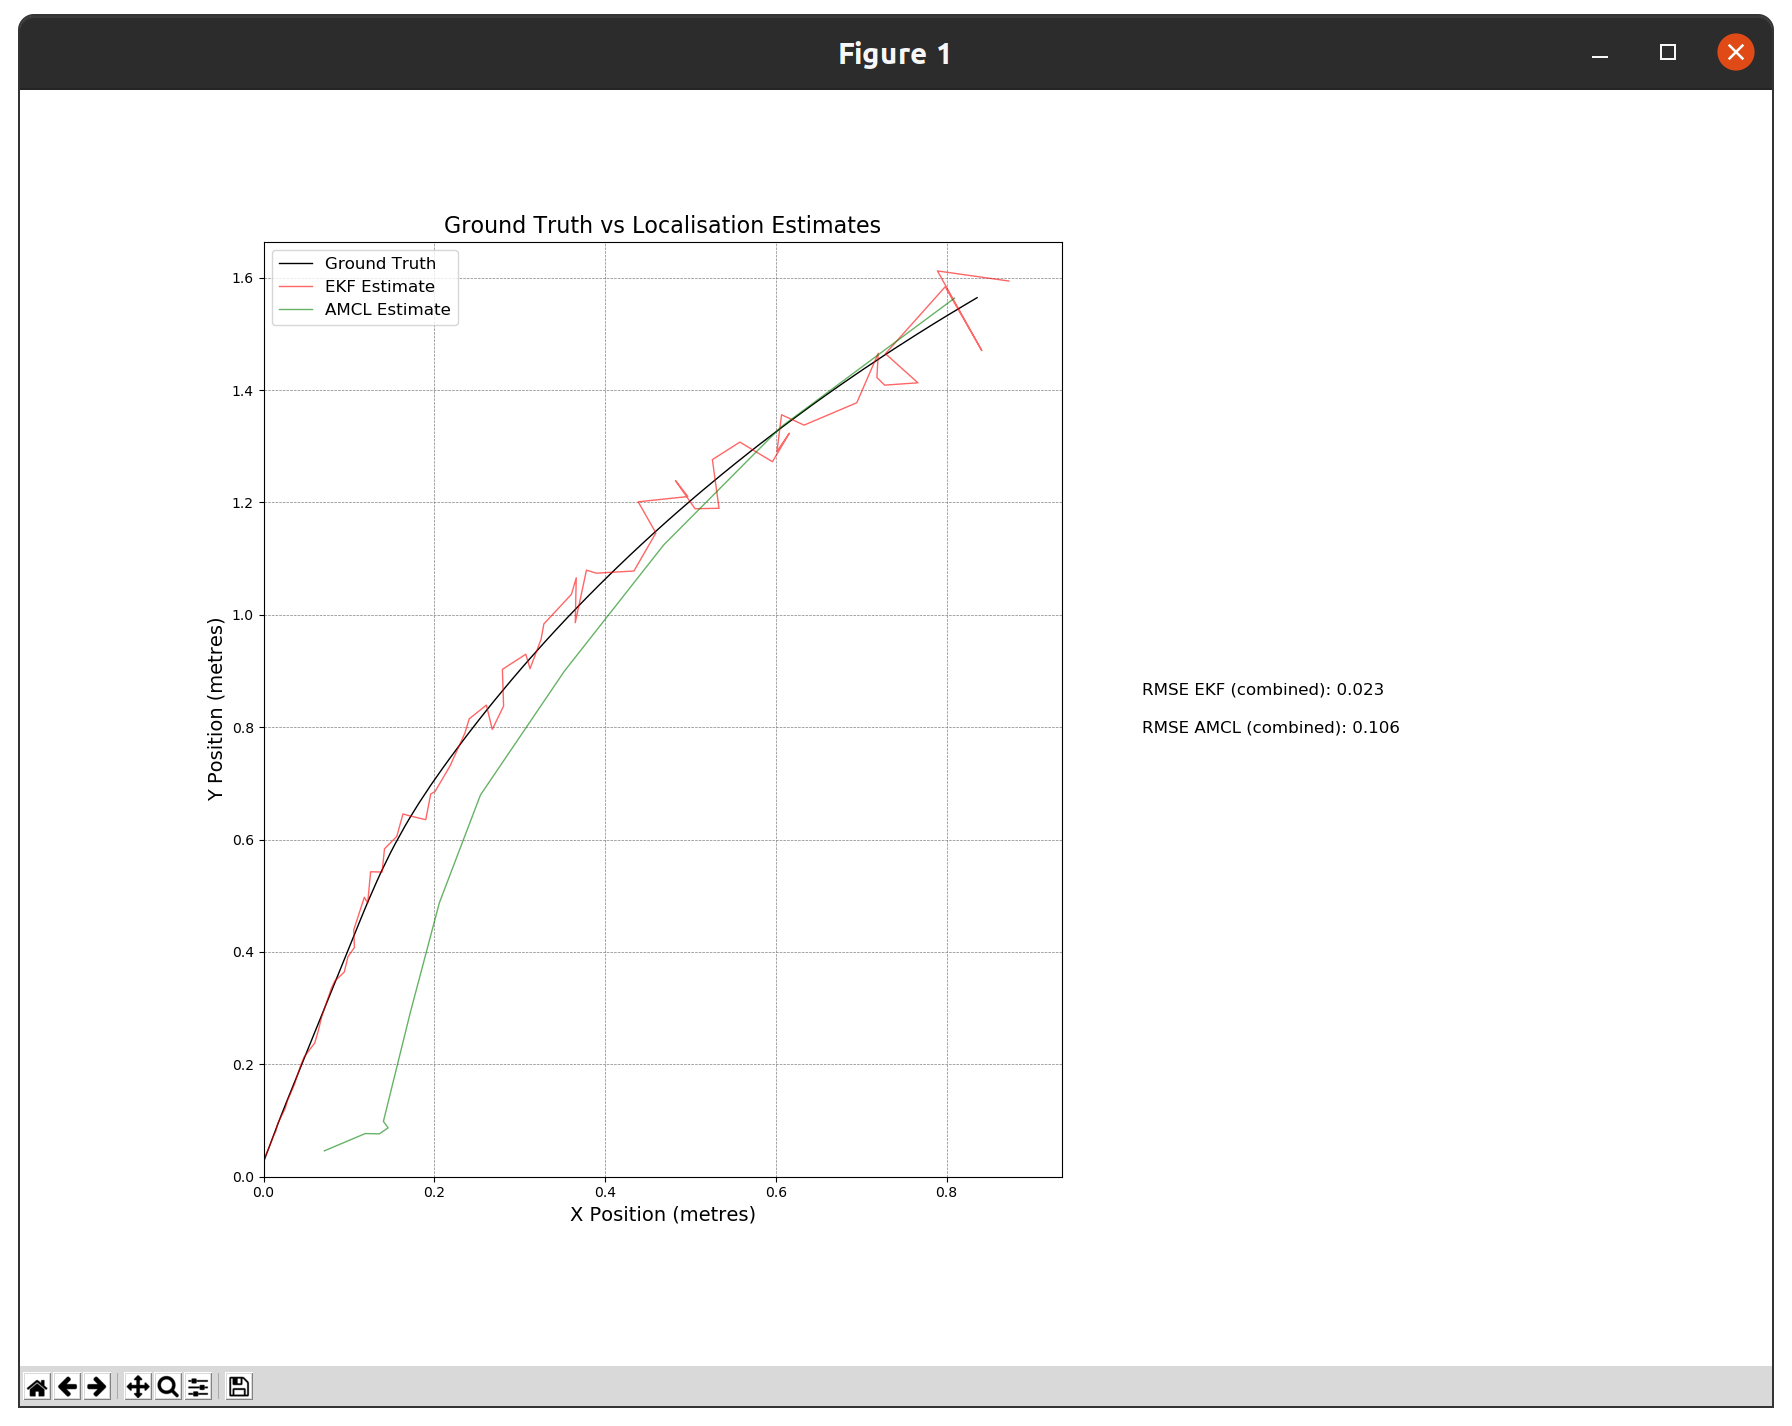 Figure 1
Ground Truth vs Localisation Estimates
Ground Truth
EKF Estimate
AMCL Estimate
1.6
1.4
1.2
1.0
0.8
0.6
0.4
0.2
0.0
Y Position (metres)
0.0 0.2 0.4 0.6 0.8
X Position (metres)
RMSE EKF (combined): 0.023
RMSE AMCL (combined): 0.106